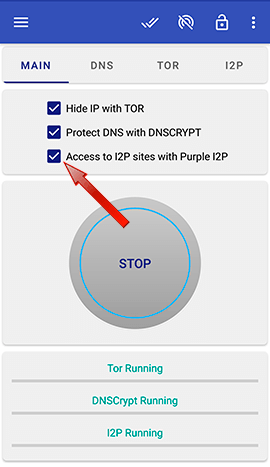 MAIN DNS TOR I2P
Hide IP with TOR
Protect DNS with DNSCRYPT
Access to I2P sites with Purple I2P
STOP
Tor Running
DNSCrypt Running
I2P Running